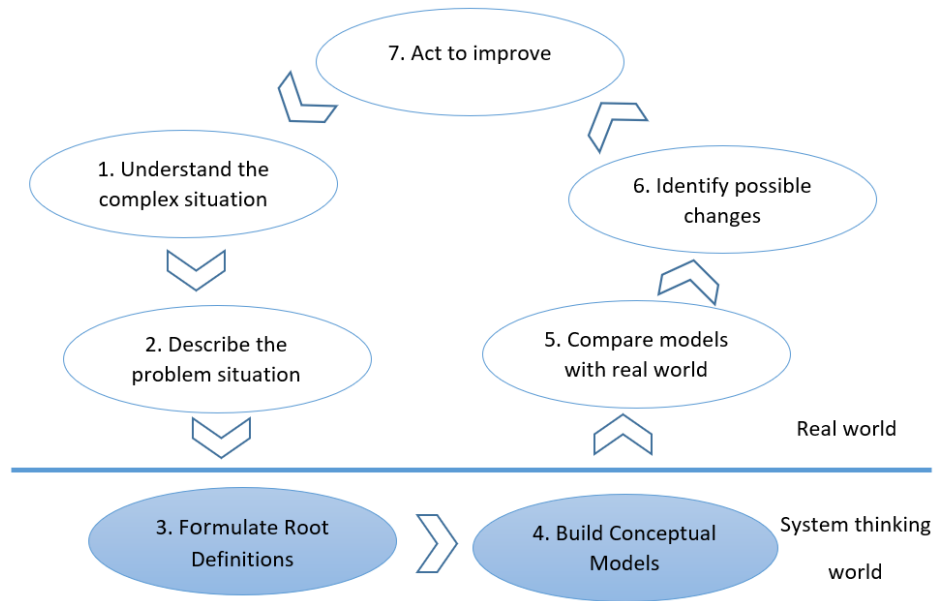 7. Act to improve
1. Understand the
complex situation
6. Identify possible
changes
2. Describe the
problem situation
5. Compare models
with real world
Real world
3. Formulate Root
Definitions
4. Build Conceptual
Models
System thinking
world